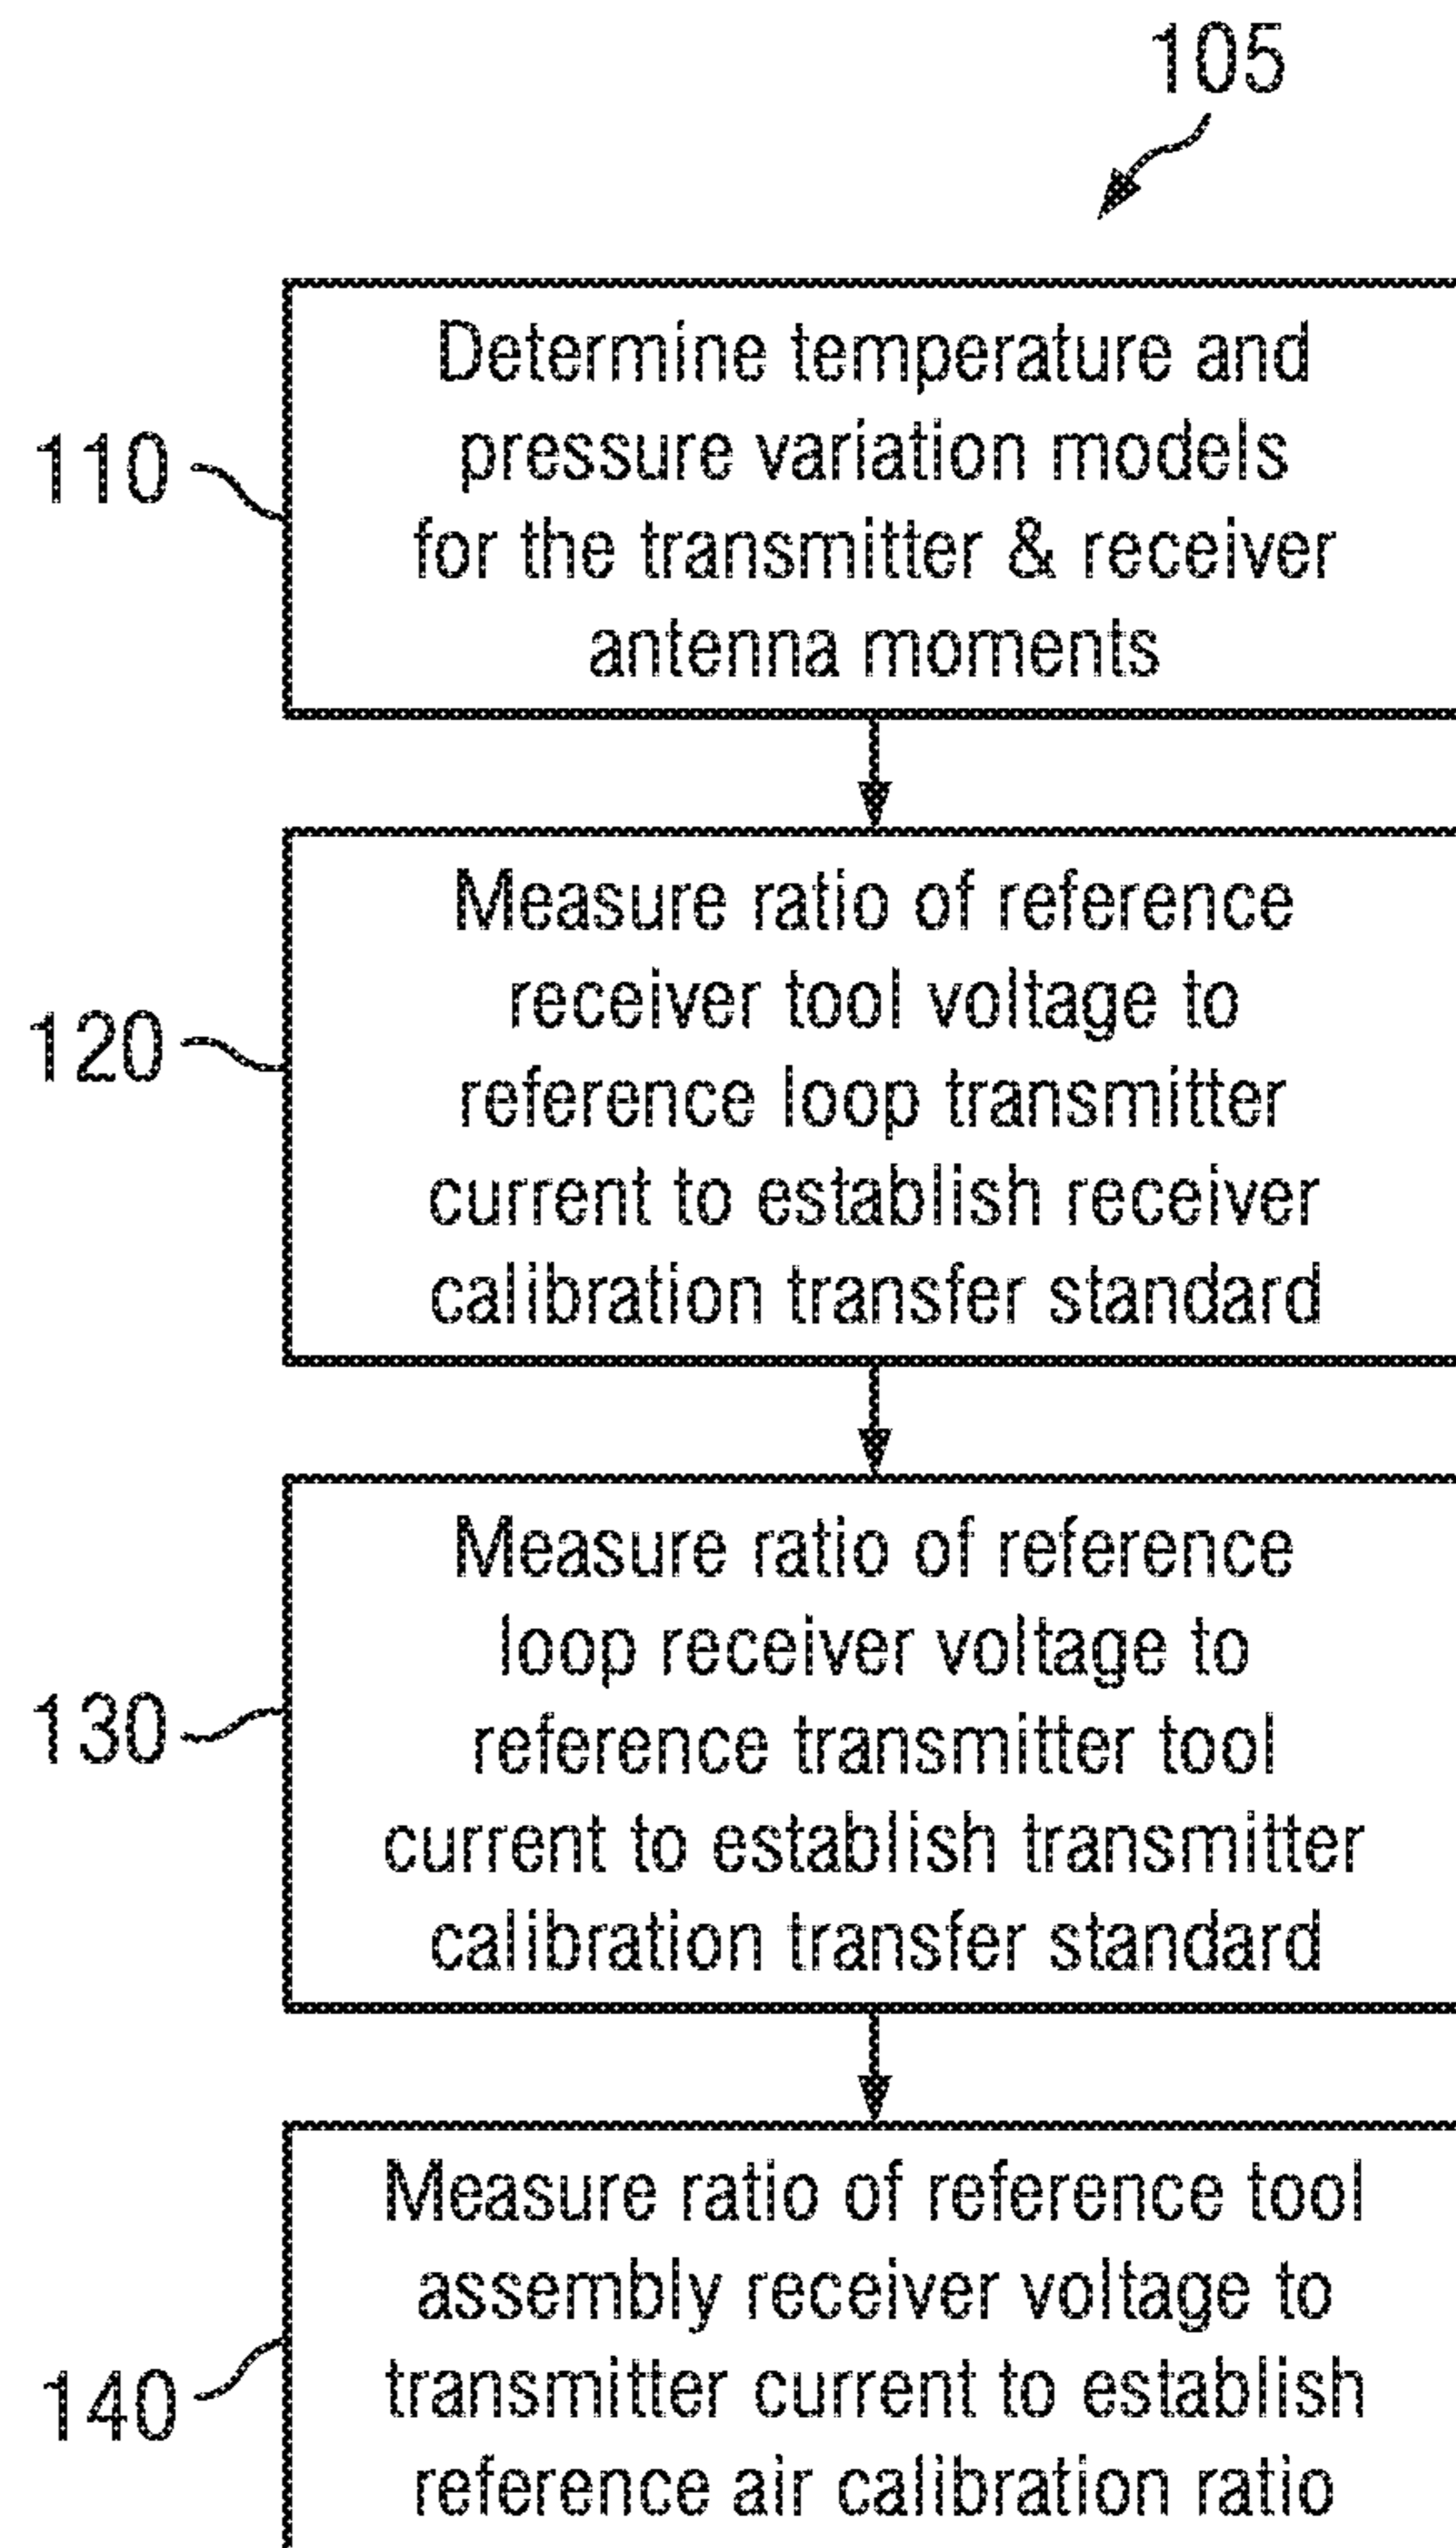 105
110
Determine temperature and
pressure variation models
for the transmitter & receiver
antenna moments
120
Measure ratio of reference
receiver tool voltage to
reference loop transmitter
current to establish receiver
calibration transfer standard
130
Measure ratio of reference
loop receiver voltage to
reference transmitter tool
current to establish transmitter
calibration transfer standard
140
Measure ratio of reference tool
assembly receiver voltage to
transmitter current to establish
reference air calibration ratio